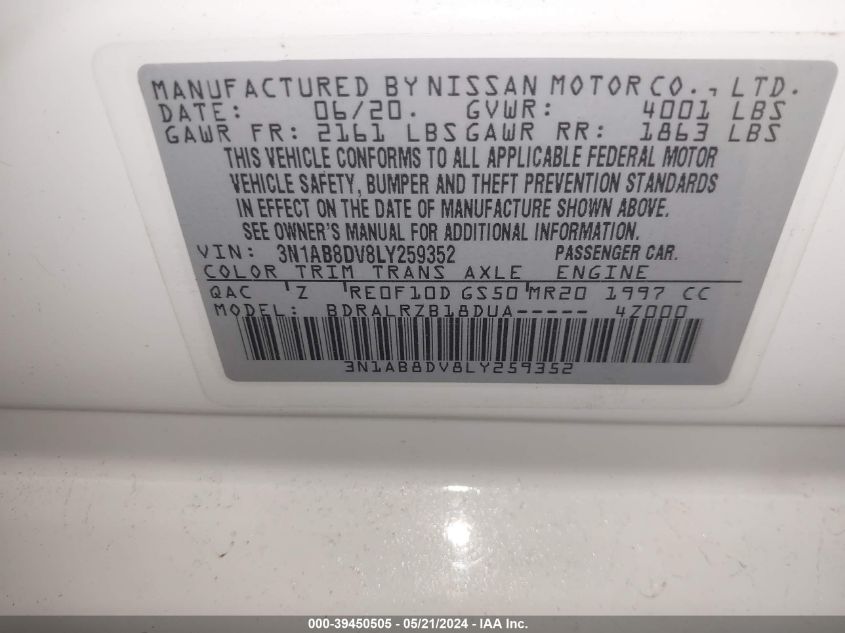 MANUFACTURED BY NISSAN MOTOR CO., LTD.
DATE: 06/20. GVWR: 4001 LBS
GAWR FR: 2161 LBS GAWR RR: 1863 LBS
THIS VEHICLE CONFORMS TO ALL APPLICABLE FEDERAL MOTOR
VEHICLE SAFETY, BUMPER AND THEFT PREVENTION STANDARDS
IN EFFECT ON THE DATE OF MANUFACTURE SHOWN ABOVE.
SEE OWNER'S MANUAL FOR ADDITIONAL INFORMATION.
VIN: 3N1AB8DV8LY259352 PASSENGER CAR.
COLOR TRIM TRANS AXLE ENGINE
QAC Z RE0F10D GS50 MR20 1997 CC
MODEL: BDRALRZB18DUA----- 4Z000
3N1AB8DV8LY259352
000-39450505 - 05/21/2024 - IAA Inc.